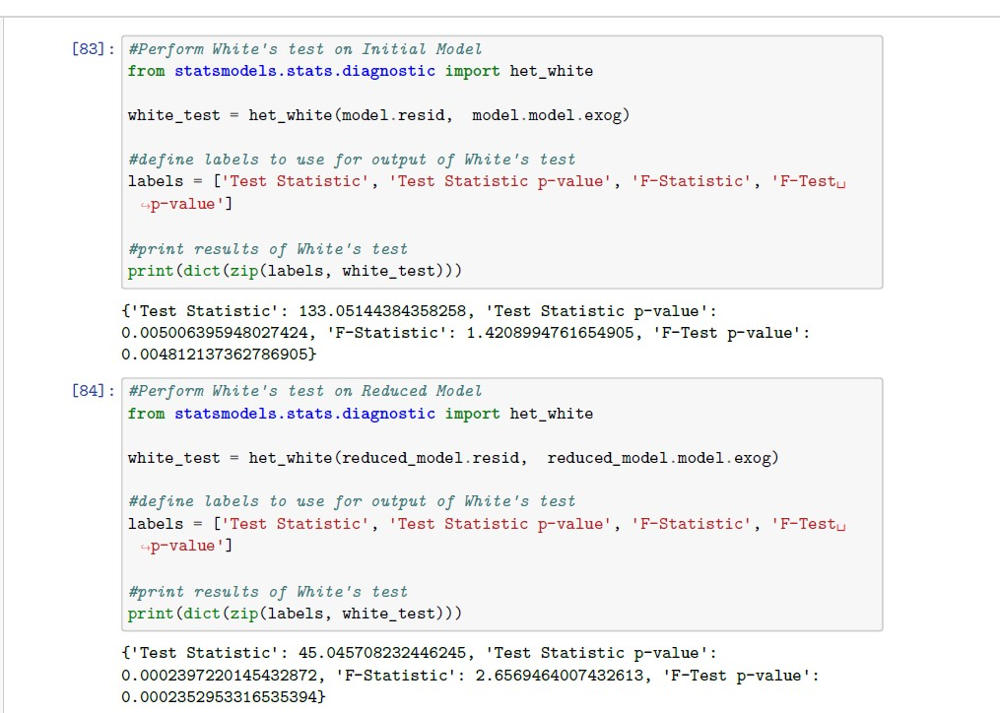 [83]: #Perform White's test on Initial Model
from statsmodels.stats.diagnostic import het_white
white_test = het_white(model.resid,  model.model.exog)
#define labels to use for output of White's test
labels = ['Test Statistic', 'Test Statistic p-value', 'F-Statistic', 'F-Test␣
↪p-value']
#print results of White's test
print(dict(zip(labels, white_test)))
{'Test Statistic': 133.05144384358258, 'Test Statistic p-value':
0.005006395948027424, 'F-Statistic': 1.4208994761654905, 'F-Test p-value':
0.004812137362786905}
[84]: #Perform White's test on Reduced Model
from statsmodels.stats.diagnostic import het_white
white_test = het_white(reduced_model.resid,  reduced_model.model.exog)
#define labels to use for output of White's test
labels = ['Test Statistic', 'Test Statistic p-value', 'F-Statistic', 'F-Test␣
↪p-value']
#print results of White's test
print(dict(zip(labels, white_test)))
{'Test Statistic': 45.045708232446245, 'Test Statistic p-value':
0.0002397220145432872, 'F-Statistic': 2.6569464007432613, 'F-Test p-value':
0.0002352953316535394}